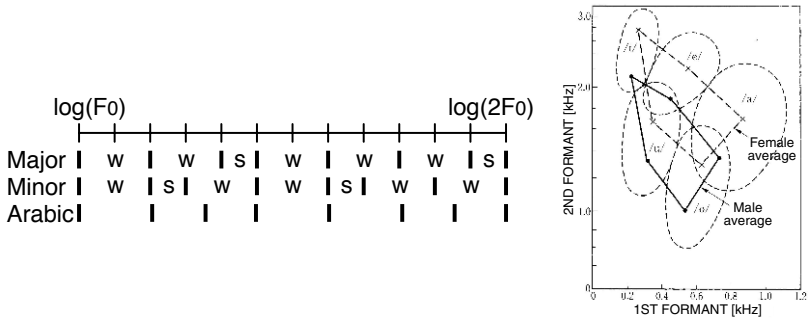 log(F0) log(2F0)
Major w w s w w w s
Minor w s w w s w w
Arabic
2ND FORMANT [kHz]
3.0
2.0
1.0
0
/i/
/e/
/a/
/u/
/o/
Female
average
Male
average
0 0.2 0.4 0.6 0.8 1.0 1.2
1ST FORMANT [kHz]